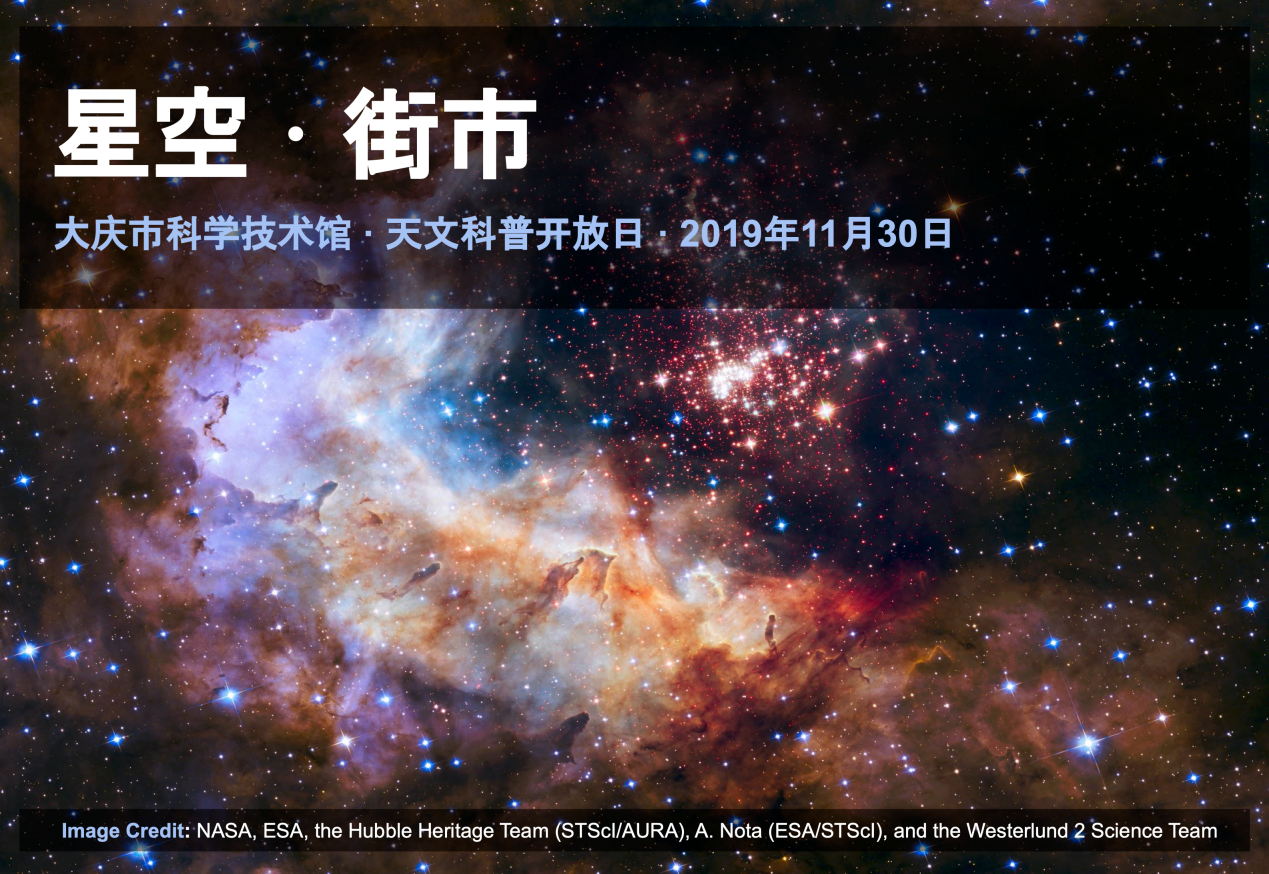 星空 · 街市
大庆市科学技术馆 · 天文科普开放日 · 2019年11月30日
Image Credit: NASA, ESA, the Hubble Heritage Team (STScI/AURA), A. Nota (ESA/STScI), and the Westerlund 2 Science Team